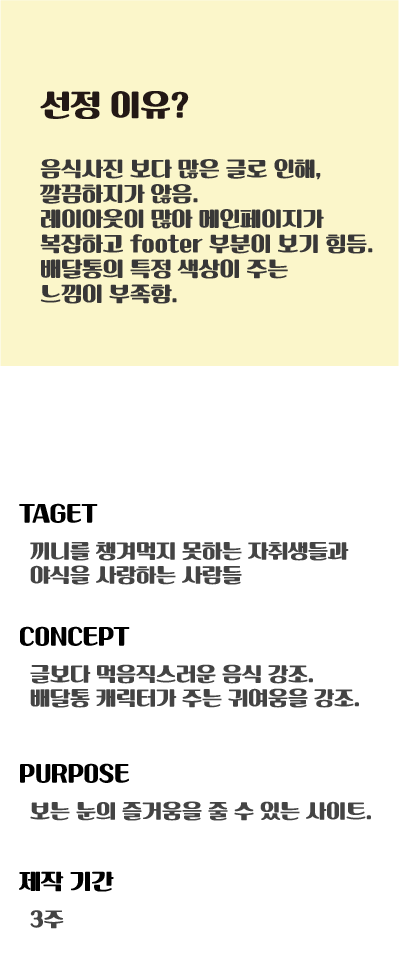 선정 이유?
음식사진 보다 많은 글로 인해,
깔끔하지가 않음.
레이아웃이 많아 메인페이지가
복잡하고 footer 부분이 보기 힘듬.
배달통의 특정 색상이 주는
느낌이 부족함.
TAGET
끼니를 챙겨먹지 못하는 자취생들과
야식을 사랑하는 사람들
CONCEPT
글보다 먹음직스러운 음식 강조.
배달통 캐릭터가 주는 귀여움을 강조.
PURPOSE
보는 눈의 즐거움을 줄 수 있는 사이트.
제작 기간
3주